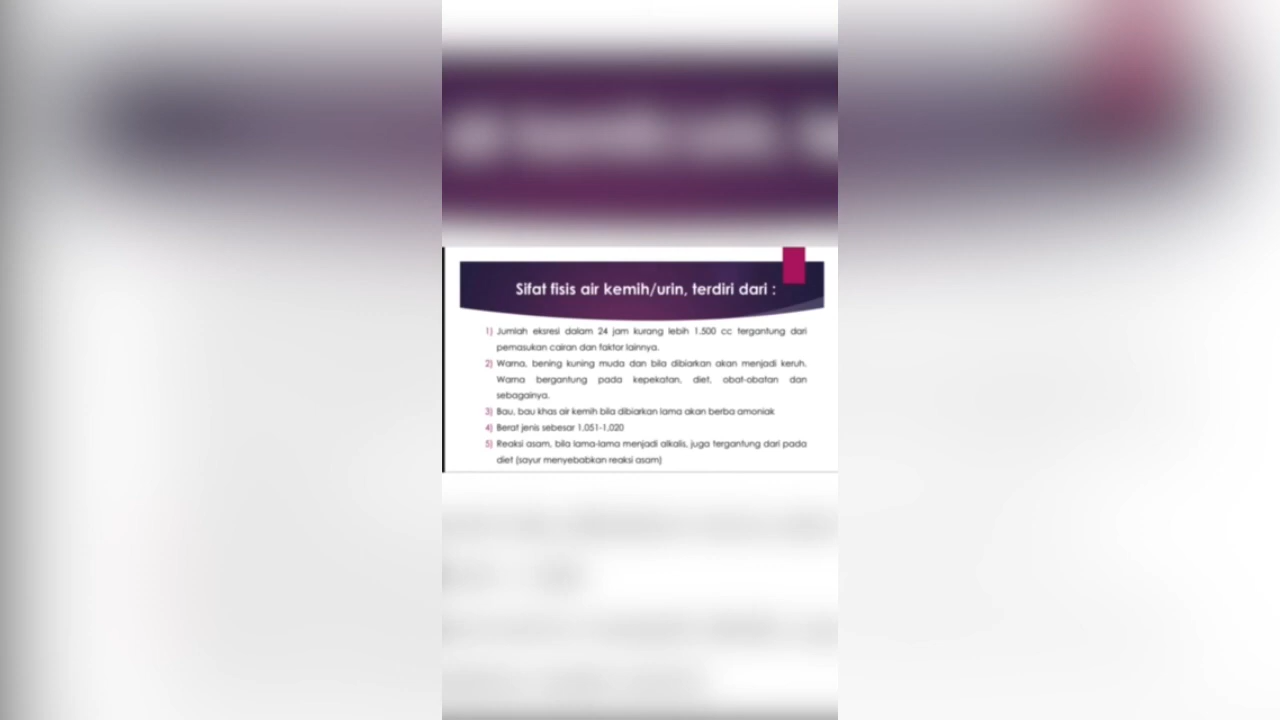 Sifat fisis air kemih/urin, terdiri dari :
1) Jumlah eksresi dalam 24 jam kurang lebih 1.500 cc tergantung dari
pemasukan cairan dan faktor lainnya.
2) Warna, bening kuning muda dan bila dibiarkan akan menjadi keruh.
Warna bergantung pada kepekatan, diet, obat-obatan dan
sebagainya.
3) Bau, bau khas air kemih bila dibiarkan lama akan berba amoniak
4) Berat jenis sebesar 1,051-1,020
5) Reaksi asam, bila lama-lama menjadi alkalis, juga tergantung dari pada
diet (sayur menyebabkan reaksi asam)